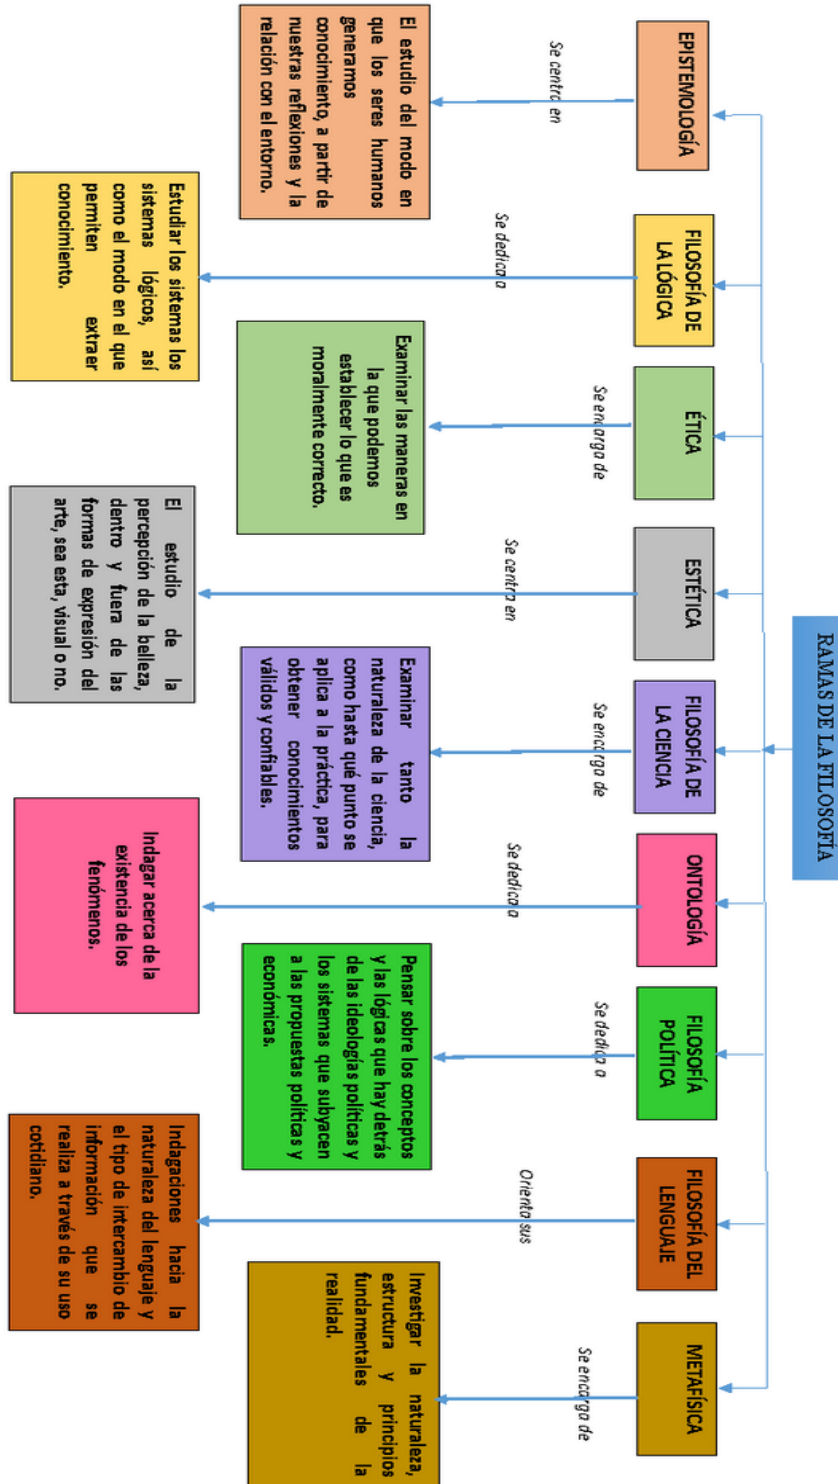 RAMAS DE LA FILOSOFÍA
EPISTEMOLOGÍA
Se centra en
El estudio del modo en
que los seres humanos
generamos
conocimiento, a partir de
nuestras reflexiones y la
relación con el entorno.
FILOSOFÍA DE
LA LÓGICA
Se dedica a
Estudiar los sistemas los
sistemas lógicos, así
como el modo en el que
permiten extraer
conocimiento.
ÉTICA
Se encarga de
Examinar las maneras en
la que podemos
establecer lo que es
moralmente correcto.
ESTÉTICA
Se centra en
El estudio de la
percepción de la belleza,
dentro y fuera de las
formas de expresión del
arte, sea esta, visual o no.
FILOSOFÍA DE
LA CIENCIA
Se encarga de
Examinar tanto la
naturaleza de la ciencia,
como hasta qué punto se
aplica a la práctica, para
obtener conocimientos
válidos y confiables.
ONTOLOGÍA
Se dedica a
Indagar acerca de la
existencia de los
fenómenos.
FILOSOFÍA
POLÍTICA
Se dedica a
Pensar sobre los conceptos
y las lógicas que hay detrás
de las ideologías políticas y
los sistemas que subyacen
a las propuestas políticas y
económicas.
FILOSOFÍA DEL
LENGUAJE
Orienta sus
Indagaciones hacia la
naturaleza del lenguaje y
el tipo de intercambio de
información que se
realiza a través de su uso
cotidiano.
METAFÍSICA
Se encarga de
Investigar la naturaleza,
estructura y principios
fundamentales de la
realidad.